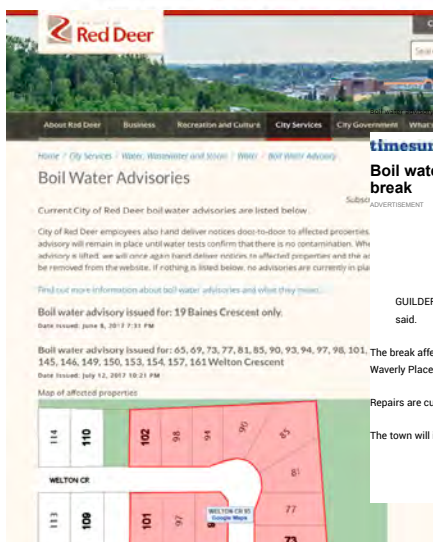 THE CITY OF
Red Deer
Sear
About Red Deer Business Recreation and Culture City Services City Government What's
Home / City Services / Water, Wastewater and Storm / Water / Boil Water Advisory
Boil Water Advisories
Subsc
Current City of Red Deer boil water advisories are listed below.
City of Red Deer employees also hand deliver notices door-to-door to affected properties
advisory will remain in place until water tests confirm that there is no contamination. Whe
advisory is lifted, we will once again hand deliver notices to affected properties and the ad
be removed from the website. If nothing is listed below, no advisories are currently in pla
Find out more information about boil water advisories and what they mean.
Boil water advisory issued for: 19 Baines Crescent only.
Date Issued: June 8, 2017 7:31 PM
Boil water advisory issued for: 65, 69, 73, 77, 81, 85, 90, 93, 94, 97, 98, 101,
145, 146, 149, 150, 153, 154, 157, 161 Welton Crescent
Date Issued: July 12, 2017 10:21 PM
Map of affected properties
114 110 102 98 94 90 85
WELTON CR
81
113 109 101 97
WELTON CR 93
Google Maps
77
73
Boil water advisory
timesun
Boil wate
break
ADVERTISEMENT
GUILDER
said.
The break affe
Waverly Place
Repairs are cu
The town will